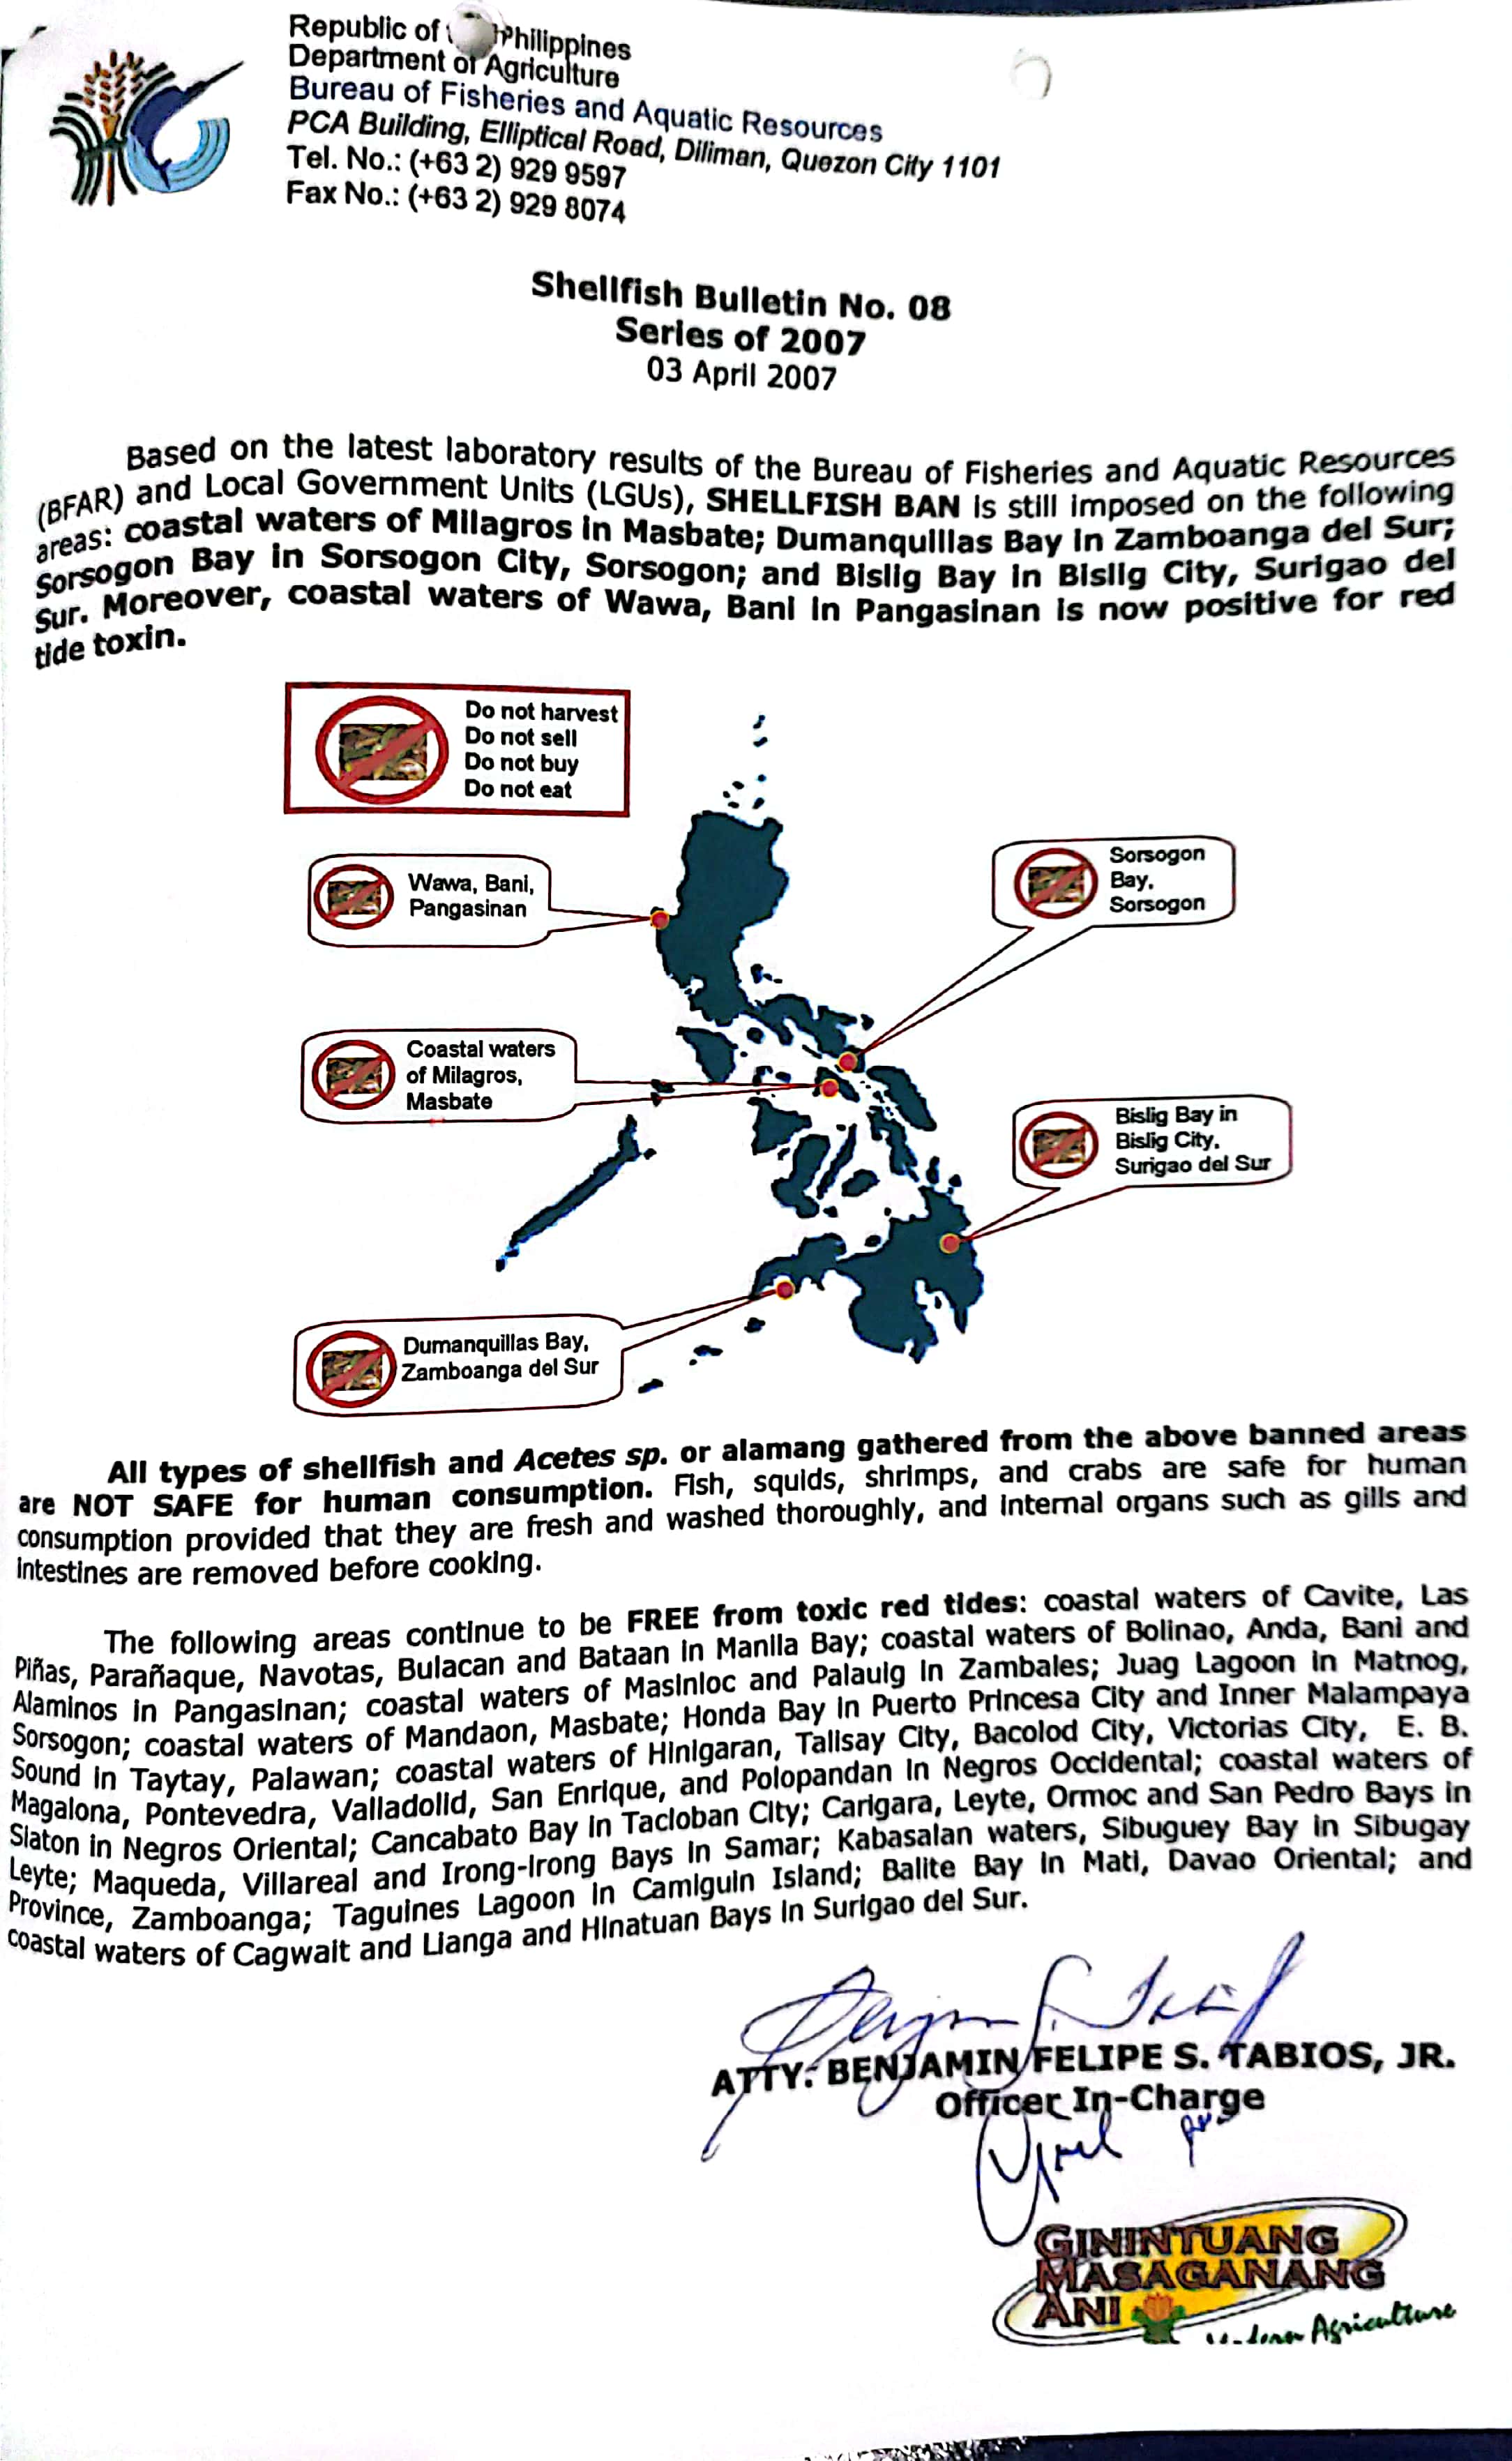 Republic of Philippines
Department of Agriculture
Bureau of Fisheries and Aquatic Resources
PCA Building, Elliptical Road, Diliman, Quezon City 1101
Tel. No.: (+63 2) 929 9597
Fax No.: (+63 2) 929 8074
Shellfish Bulletin No. 08
Series of 2007
03 April 2007
Based on the latest laboratory results of the Bureau of Fisheries and Aquatic Resources
(BFAR) and Local Government Units (LGUs), SHELLFISH BAN is still imposed on the following
areas: coastal waters of Milagros in Masbate; Dumanquillas Bay in Zamboanga del Sur;
Sorsogon Bay in Sorsogon City, Sorsogon; and Bislig Bay in Bislig City, Surigao del
Sur. Moreover, coastal waters of Wawa, Bani in Pangasinan is now positive for red
tide toxin.
Do not harvest
Do not sell
Do not buy
Do not eat
Wawa, Bani,
Pangasinan
Sorsogon
Bay,
Sorsogon
Coastal waters
of Milagros,
Masbate
Bislig Bay in
Bislig City,
Surigao del Sur
Dumanquillas Bay,
Zamboanga del Sur
All types of shellfish and Acetes sp. or alamang gathered from the above banned areas
are NOT SAFE for human consumption. Fish, squids, shrimps, and crabs are safe for human
consumption provided that they are fresh and washed thoroughly, and internal organs such as gills and
intestines are removed before cooking.
The following areas continue to be FREE from toxic red tides: coastal waters of Cavite, Las
Piñas, Parañaque, Navotas, Bulacan and Bataan in Manila Bay; coastal waters of Bolinao, Anda, Bani and
Alaminos in Pangasinan; coastal waters of Masinloc and Palauig in Zambales; Juag Lagoon in Matnog,
Sorsogon; coastal waters of Mandaon, Masbate; Honda Bay in Puerto Princesa City and Inner Malampaya
Sound in Taytay, Palawan; coastal waters of Hinigaran, Talisay City, Bacolod City, Victorias City, E. B.
Magalona, Pontevedra, Valladolid, San Enrique, and Polopandan in Negros Occidental; coastal waters of
Siaton in Negros Oriental; Cancabato Bay in Tacloban City; Carigara, Leyte, Ormoc and San Pedro Bays in
Leyte; Maqueda, Villareal and Irong-Irong Bays in Samar; Kabasalan waters, Sibuguey Bay in Sibugay
Province, Zamboanga; Taguines Lagoon in Camiguin Island; Balite Bay in Mati, Davao Oriental; and
coastal waters of Cagwait and Lianga and Hinatuan Bays in Surigao del Sur.
ATTY. BENJAMIN FELIPE S. TABIOS, JR.
Officer In-Charge
GININTUANG
MASAGANANG
ANI
Agriculture